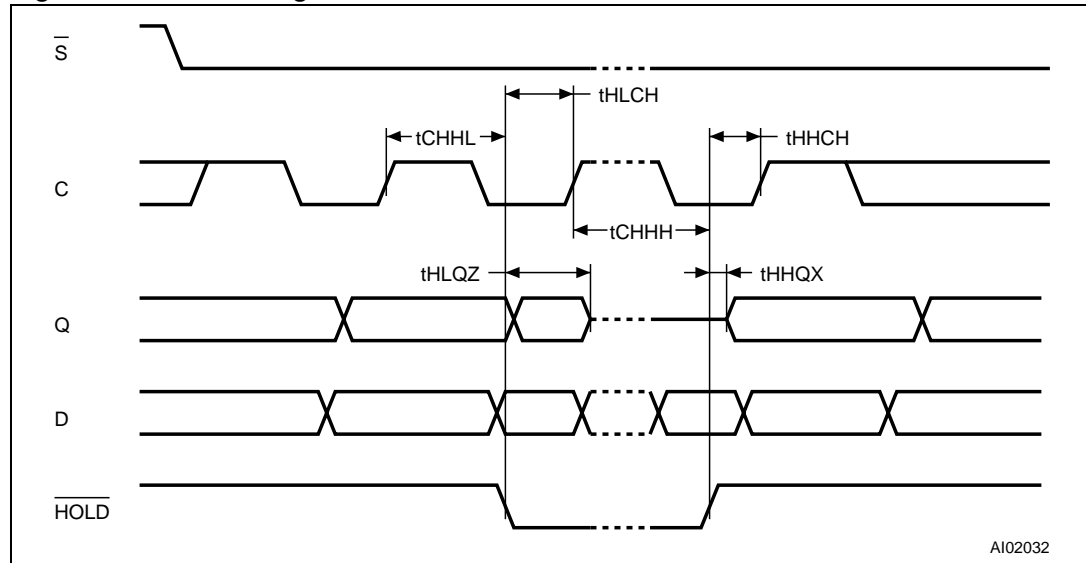 S
tHLCH
tCHHL
tHHCH
C
tCHHH
tHLQZ
tHHQX
Q
D
HOLD
AI02032